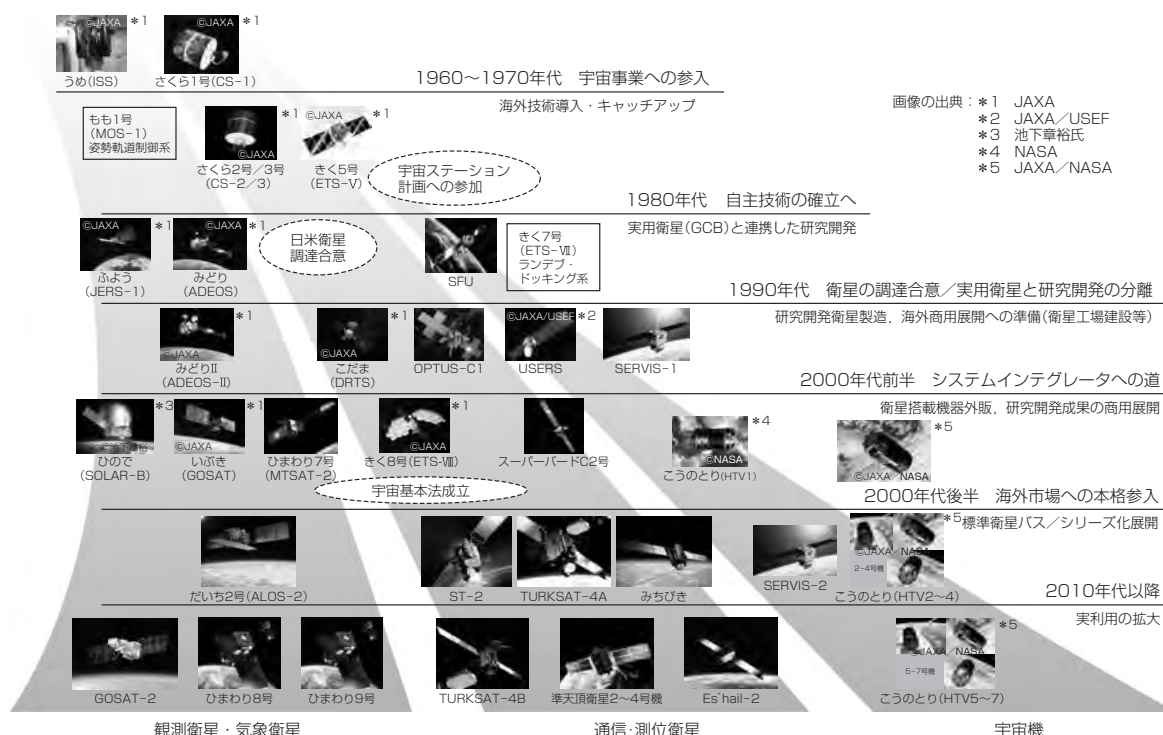 ©JAXA *1
©JAXA *1
うめ(ISS)
さくら1号(CS-1)
1960～1970年代 宇宙事業への参入
海外技術導入・キャッチアップ
画像の出典：*1 JAXA
*2 JAXA／USEF
*3 池下章裕氏
*4 NASA
*5 JAXA／NASA
もも1号
(MOS-1)
姿勢軌道制御系
©JAXA *1
さくら2号／3号
(CS-2／3)
©JAXA *1
きく5号
(ETS-V)
宇宙ステーション
計画への参加
1980年代 自主技術の確立へ
実用衛星(GCB)と連携した研究開発
©JAXA *1
ふよう
(JERS-1)
©JAXA *1
みどり
(ADEOS)
日米衛星
調達合意
SFU
きく7号
(ETS-Ⅶ)
ランデブ・
ドッキング系
1990年代 衛星の調達合意／実用衛星と研究開発の分離
研究開発衛星製造，海外商用展開への準備(衛星工場建設等)
©JAXA *1
みどりⅡ
(ADEOS-Ⅱ)
©JAXA *1
こだま
(DRTS)
OPTUS-C1
©JAXA/USEF *2
USERS
SERVIS-1
2000年代前半 システムインテグレータへの道
衛星搭載機器外販，研究開発成果の商用展開
*3
ひので
(SOLAR-B)
©JAXA *1
いぶき
(GOSAT)
ひまわり7号
(MTSAT-2)
©JAXA *1
きく8号(ETS-Ⅷ)
スーパーバードC2号
©NASA *4
こうのとり(HTV1)
©JAXA／NASA *5
宇宙基本法成立
2000年代後半 海外市場への本格参入
標準衛星バス／シリーズ化展開
だいち2号(ALOS-2)
ST-2
TURKSAT-4A
みちびき
SERVIS-2
©JAXA／NASA *5
2-4号機
こうのとり(HTV2～4)
2010年代以降
実利用の拡大
GOSAT-2
ひまわり8号
ひまわり9号
TURKSAT-4B
準天頂衛星2～4号機
Es'hail-2
©JAXA／NASA *5
5-7号機
こうのとり(HTV5～7)
観測衛星・気象衛星
通信・測位衛星
宇宙機